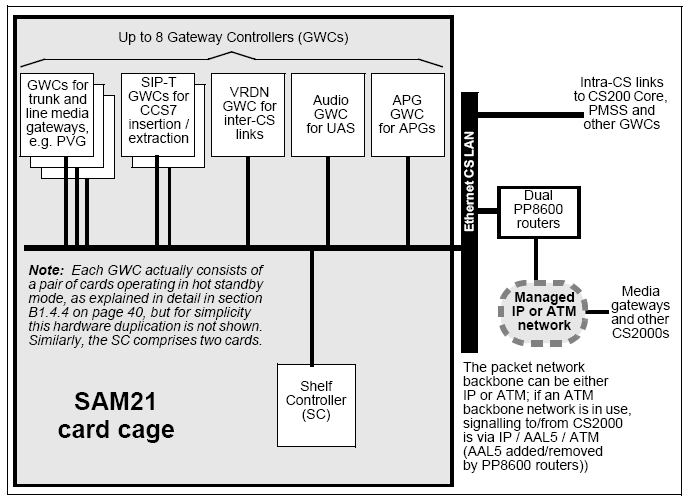 Up to 8 Gateway Controllers (GWCs)
GWCs for
trunk and
line media
gateways,
e.g. PVG
SIP-T
GWCs for
CCS7
insertion /
extraction
VRDN
GWC for
inter-CS
links
Audio
GWC
for UAS
APG
GWC
for APGs
Ethernet CS LAN
Intra-CS links
to CS200 Core,
PMSS and
other GWCs
Dual
PP8600
routers
Managed
IP or ATM
network
Media
gateways
and other
CS2000s
Note: Each GWC actually consists of
a pair of cards operating in hot standby
mode, as explained in detail in section
B1.4.4 on page 40, but for simplicity
this hardware duplication is not shown.
Similarly, the SC comprises two cards.
Shelf
Controller
(SC)
SAM21
card cage
The packet network
backbone can be either
IP or ATM; if an ATM
backbone network is in use,
signalling to/from CS2000
is via IP / AAL5 / ATM
(AAL5 added/removed
by PP8600 routers))